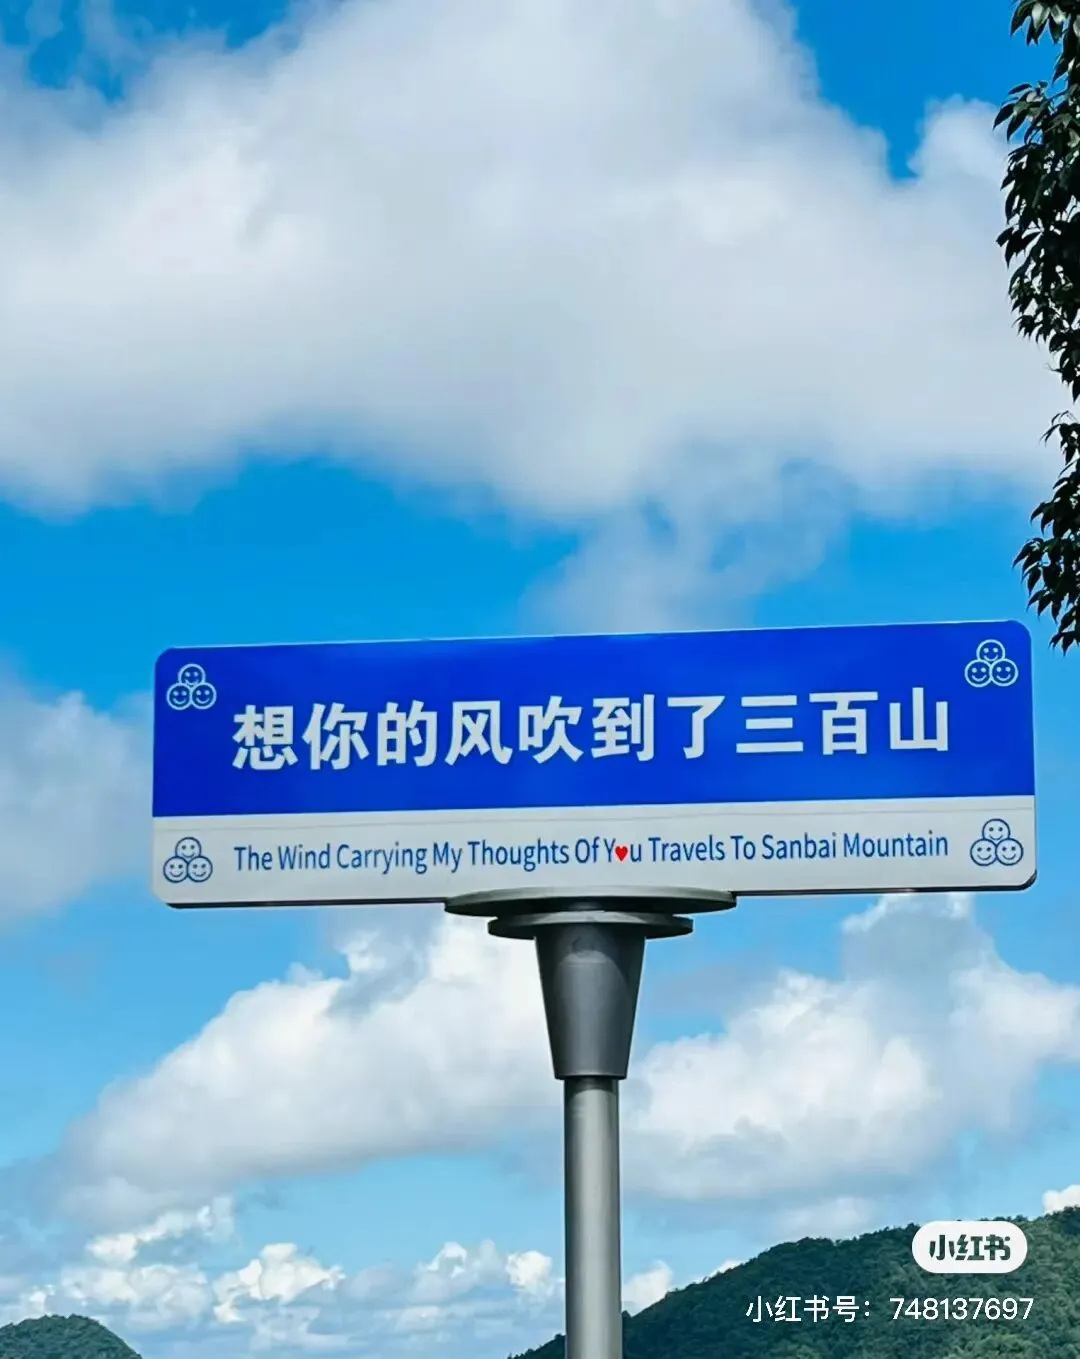 想你的风吹到了三百山
The Wind Carrying My Thoughts Of Y♥u Travels To Sanbai Mountain
小红书
小红书号：748137697